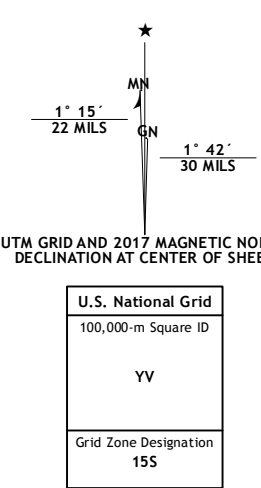 ★
MN
1° 15´
22 MILS
GN
1° 42´
30 MILS
UTM GRID AND 2017 MAGNETIC NO
DECLINATION AT CENTER OF SHEE
U.S. National Grid
100,000-m Square ID
YV
Grid Zone Designation
15S